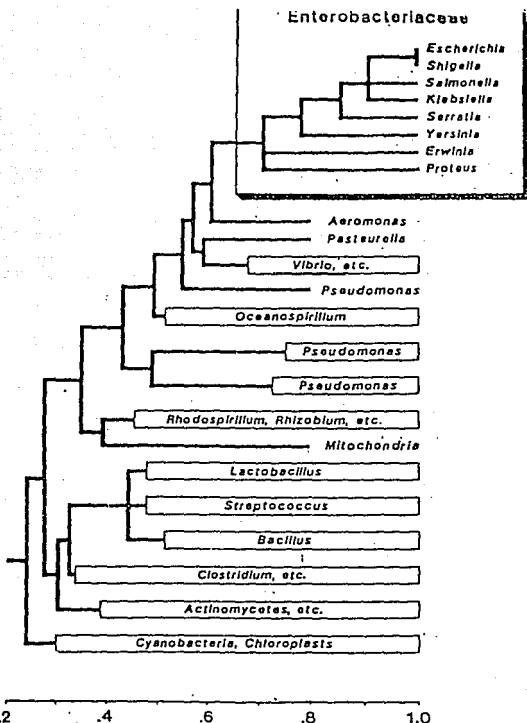 Enterobacteriaceae
Escherichia
Shigella
Salmonella
Klebsiella
Serratia
Yersinia
Erwinia
Proteus
Aeromonas
Pasteurella
Vibrio, etc.
Pseudomonas
Oceanospirillum
Pseudomonas
Pseudomonas
Rhodospirillum, Rhizobium, etc.
Mitochondria
Lactobacillus
Streptococcus
Bacillus
Clostridium, etc.
Actinomycetes, etc.
Cyanobacteria, Chloroplasts
.2 .4 .6 .8 1.0